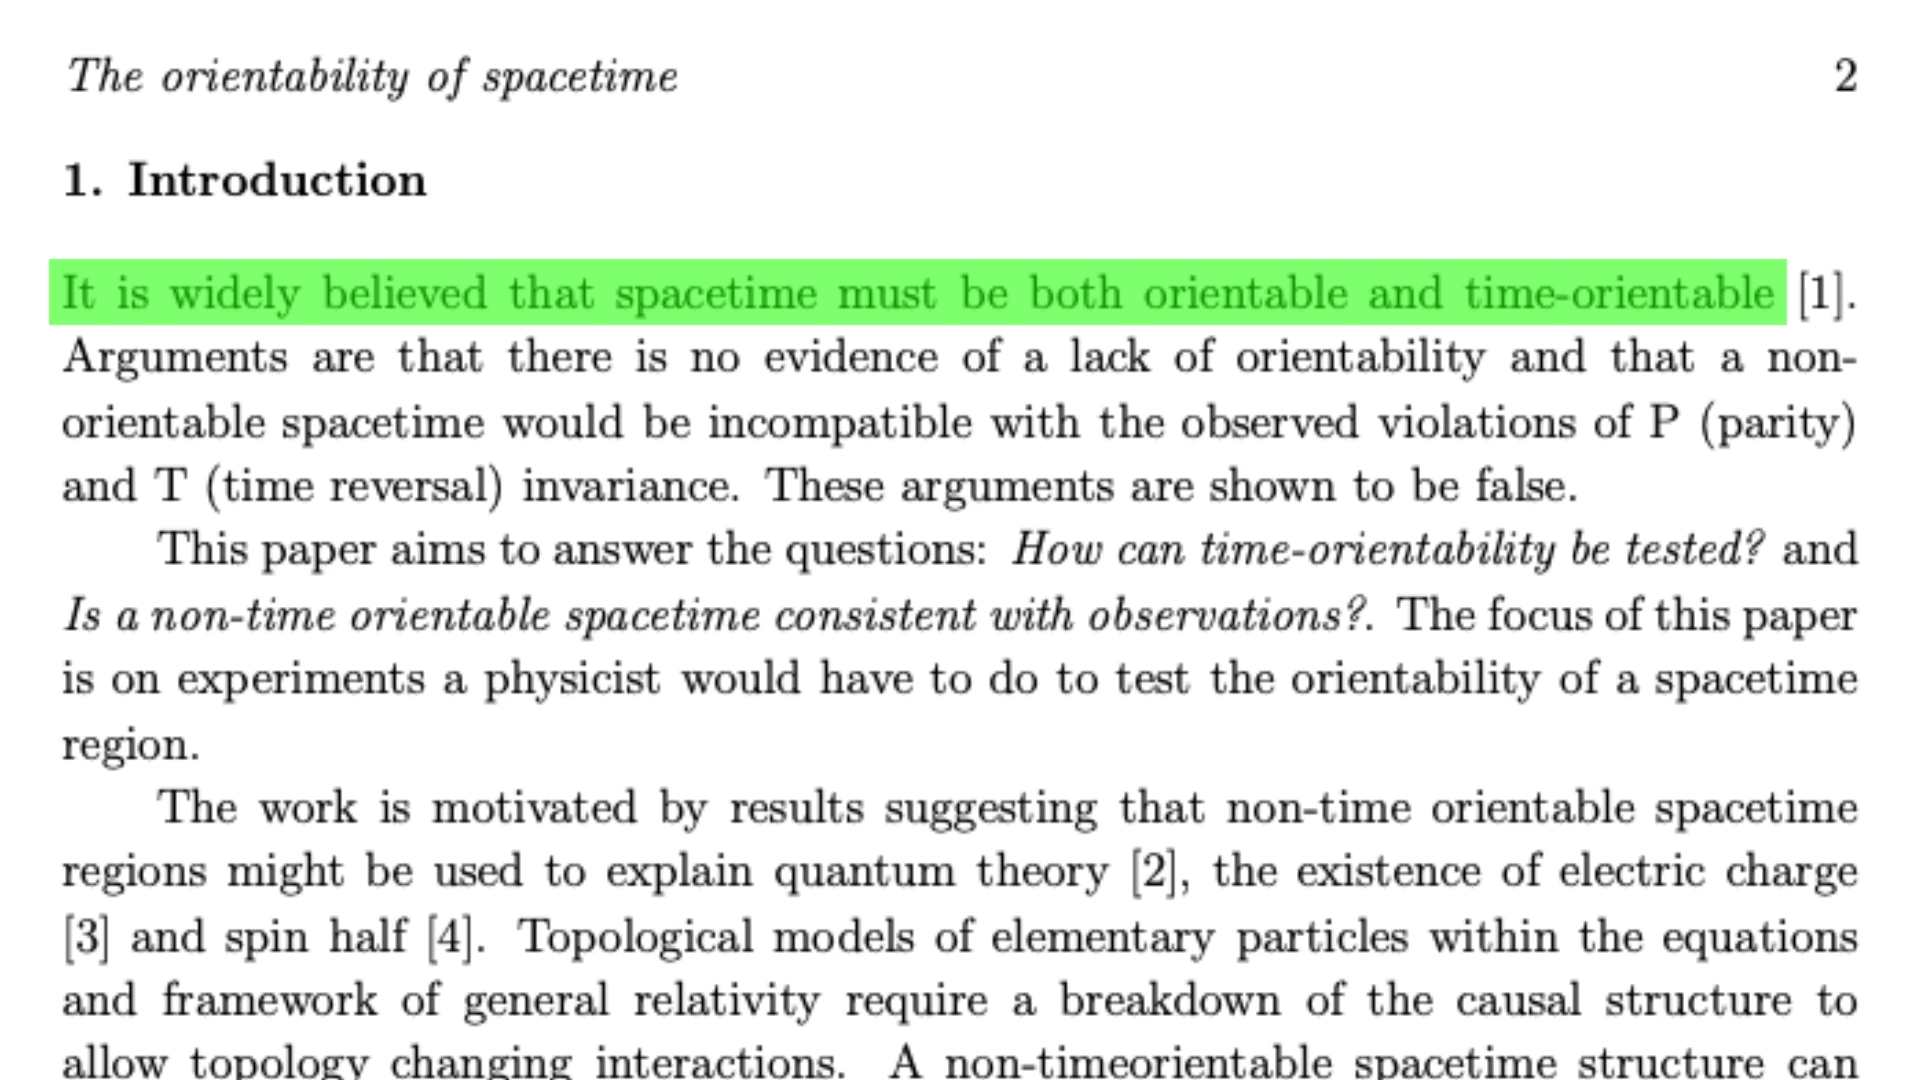 The orientability of spacetime 2
1. Introduction
It is widely believed that spacetime must be both orientable and time-orientable [1].
Arguments are that there is no evidence of a lack of orientability and that a non-
orientable spacetime would be incompatible with the observed violations of P (parity)
and T (time reversal) invariance. These arguments are shown to be false.
This paper aims to answer the questions: How can time-orientability be tested? and
Is a non-time orientable spacetime consistent with observations?. The focus of this paper
is on experiments a physicist would have to do to test the orientability of a spacetime
region.
The work is motivated by results suggesting that non-time orientable spacetime
regions might be used to explain quantum theory [2], the existence of electric charge
[3] and spin half [4]. Topological models of elementary particles within the equations
and framework of general relativity require a breakdown of the causal structure to
allow topology changing interactions. A non-timeorientable spacetime structure can